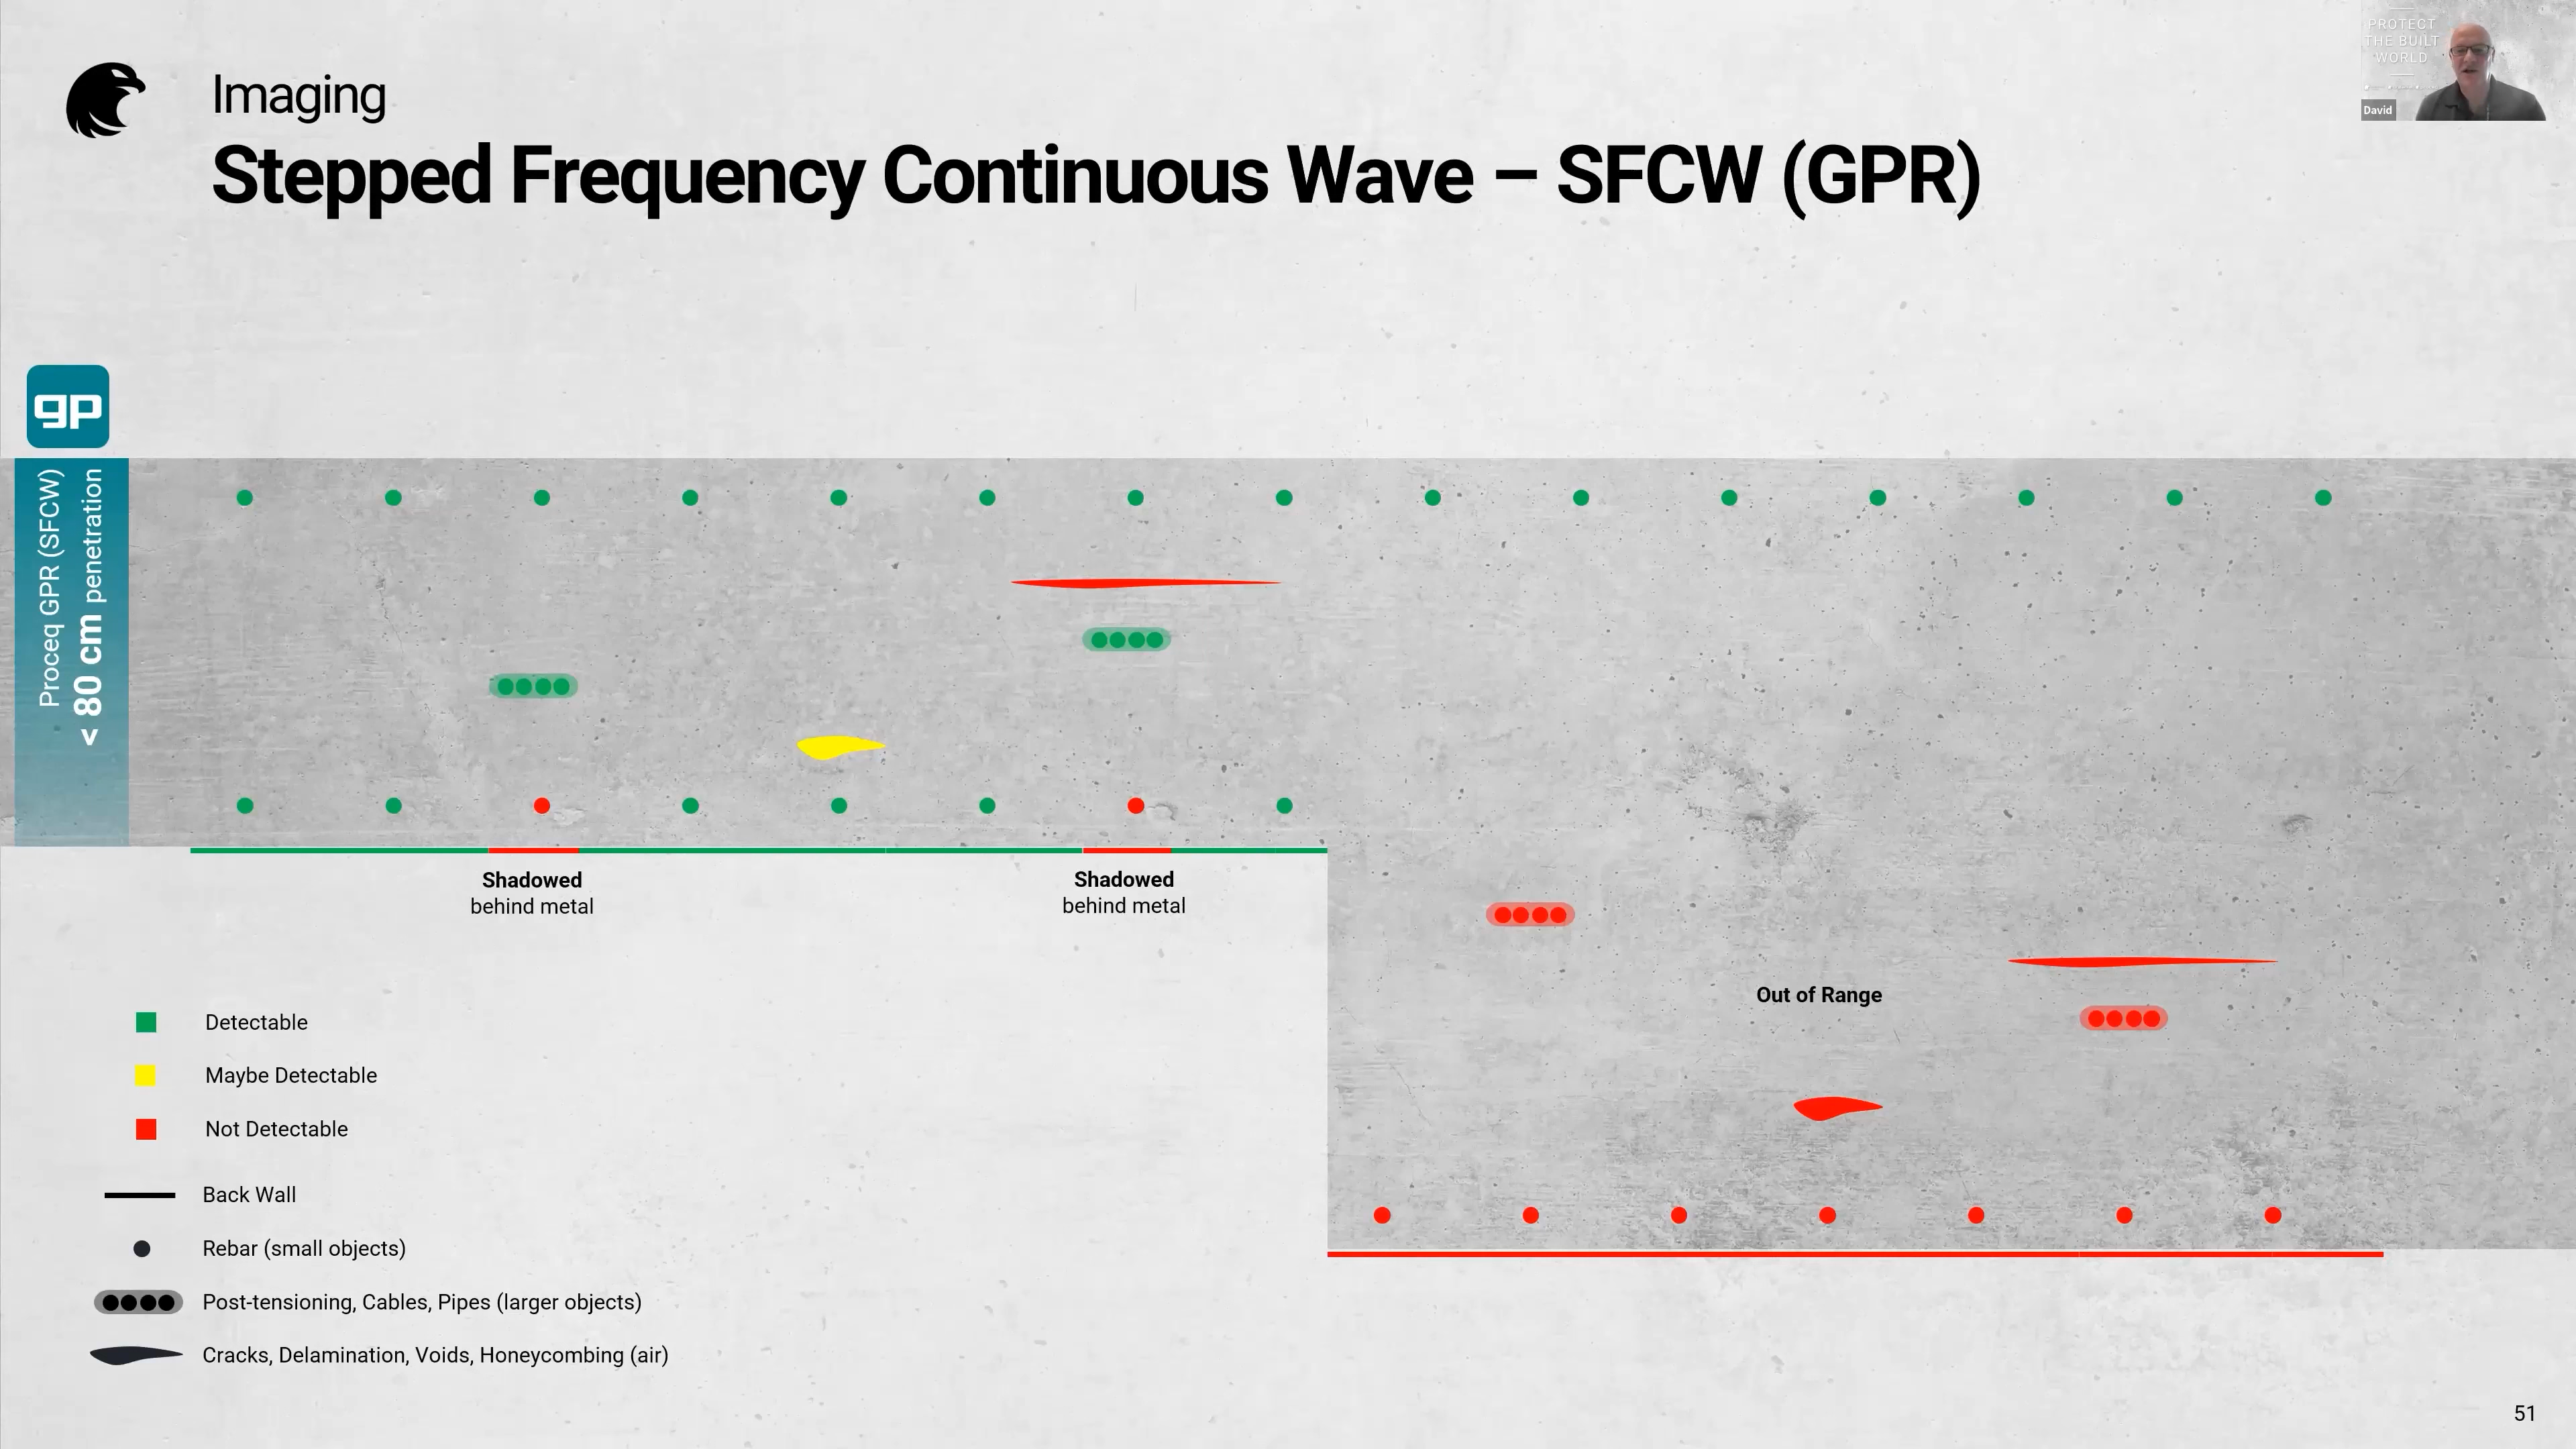 PROTECT
THE BUILT
WORLD
David
Imaging
Stepped Frequency Continuous Wave – SFCW (GPR)
gp
Proceq GPR (SFCW)
< 80 cm penetration
Shadowed
behind metal
Shadowed
behind metal
Out of Range
Detectable
Maybe Detectable
Not Detectable
Back Wall
Rebar (small objects)
Post-tensioning, Cables, Pipes (larger objects)
Cracks, Delamination, Voids, Honeycombing (air)
51